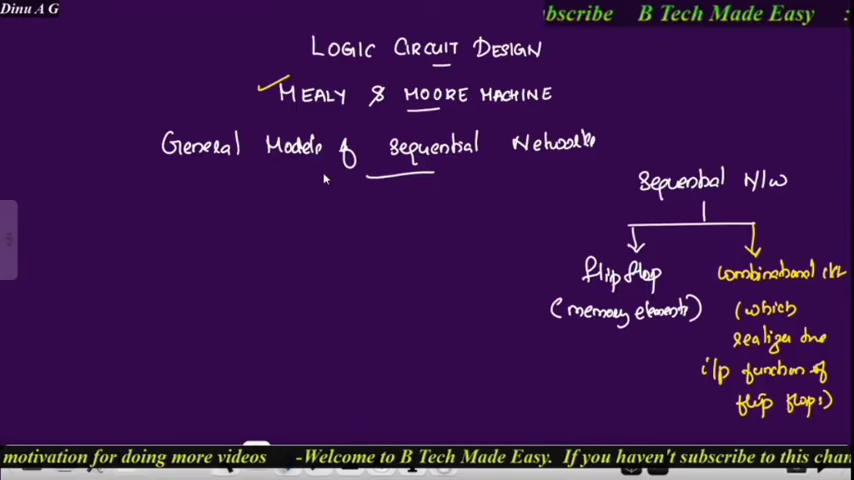 Dinu A G
ubscribe B Tech Made Easy :
LOGIC CIRCUIT DESIGN
MEALY & MOORE MACHINE
General Models of Sequential Networks
Sequential N/w
flip flop
(memory elements)
combinational ckt
(which
realizes the
i/p function of
flip flops)
motivation for doing more videos -Welcome to B Tech Made Easy. If you haven't subscribe to this chan